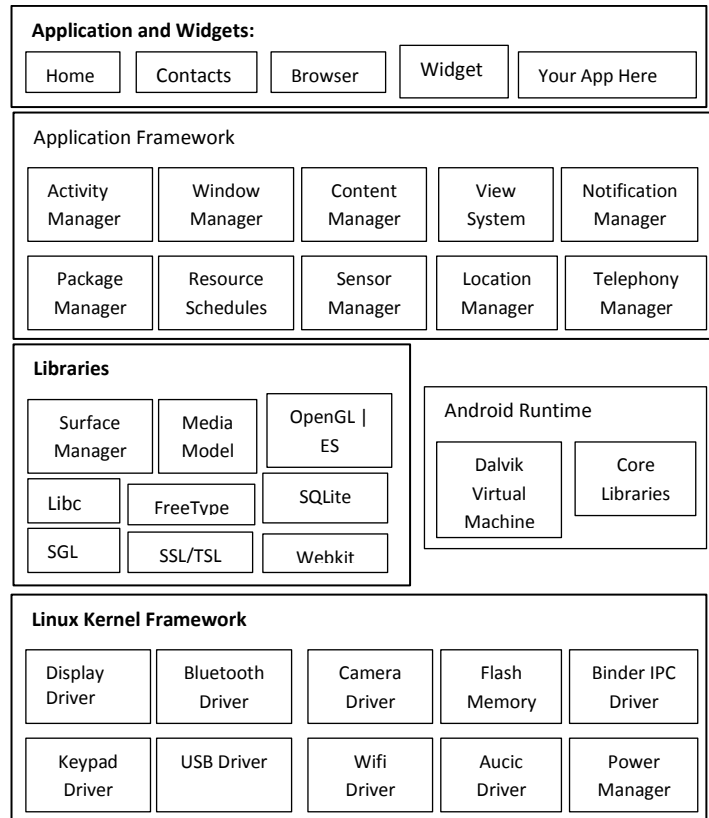 Application and Widgets:
Home
Contacts
Browser
Widget
Your App Here
Application Framework
Activity
Manager
Window
Manager
Content
Manager
View
System
Notification
Manager
Package
Manager
Resource
Schedules
Sensor
Manager
Location
Manager
Telephony
Manager
Libraries
Surface
Manager
Media
Model
OpenGL |
ES
Libc
FreeType
SQLite
SGL
SSL/TSL
Webkit
Android Runtime
Dalvik
Virtual
Machine
Core
Libraries
Linux Kernel Framework
Display
Driver
Bluetooth
Driver
Camera
Driver
Flash
Memory
Binder IPC
Driver
Keypad
Driver
USB Driver
Wifi
Driver
Aucic
Driver
Power
Manager